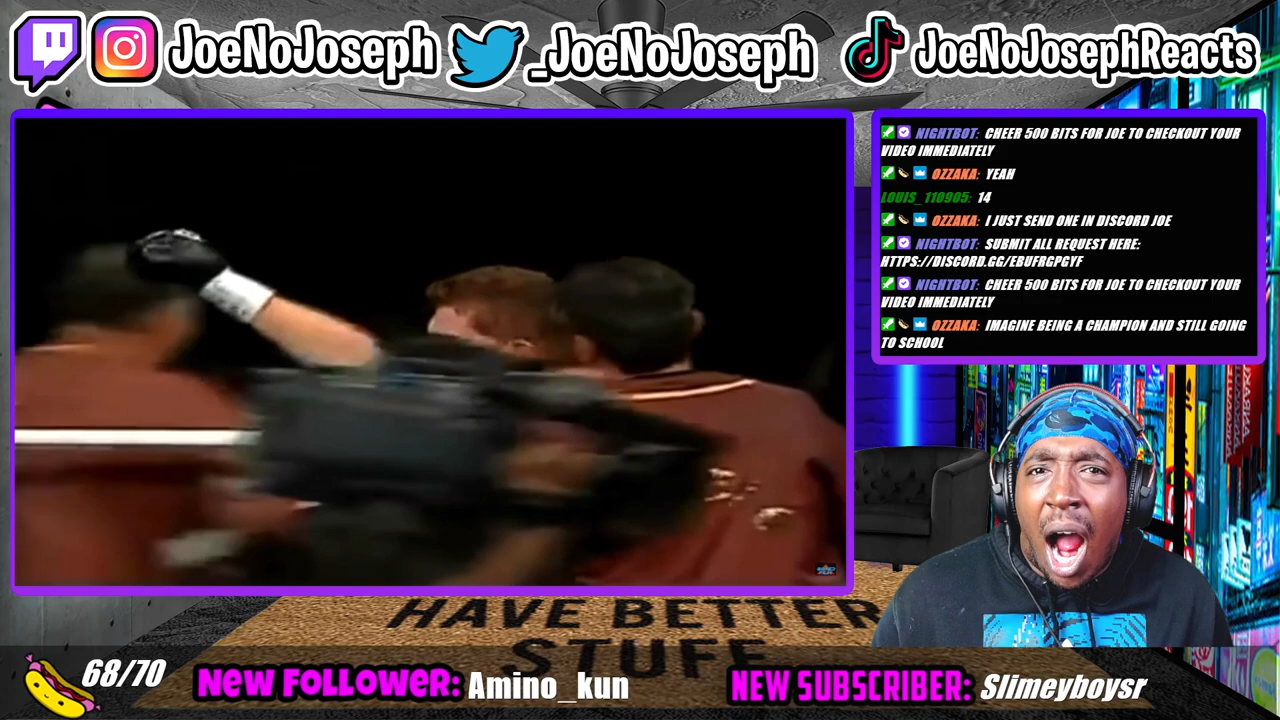 JoeNoJoseph _JoeNoJoseph JoeNoJosephReacts
NIGHTBOT: CHEER 500 BITS FOR JOE TO CHECKOUT YOUR
VIDEO IMMEDIATELY
OZZAKA: YEAH
LOUIS_110905: 14
OZZAKA: I JUST SEND ONE IN DISCORD JOE
NIGHTBOT: SUBMIT ALL REQUEST HERE:
HTTPS://DISCORD.GG/EBUFRGPGYF
NIGHTBOT: CHEER 500 BITS FOR JOE TO CHECKOUT YOUR
VIDEO IMMEDIATELY
OZZAKA: IMAGINE BEING A CHAMPION AND STILL GOING
TO SCHOOL
HAVE BETTER
STUFF
68/70 New Follower: Amino_kun NEW SUBSCRIBER: Slimeyboysr